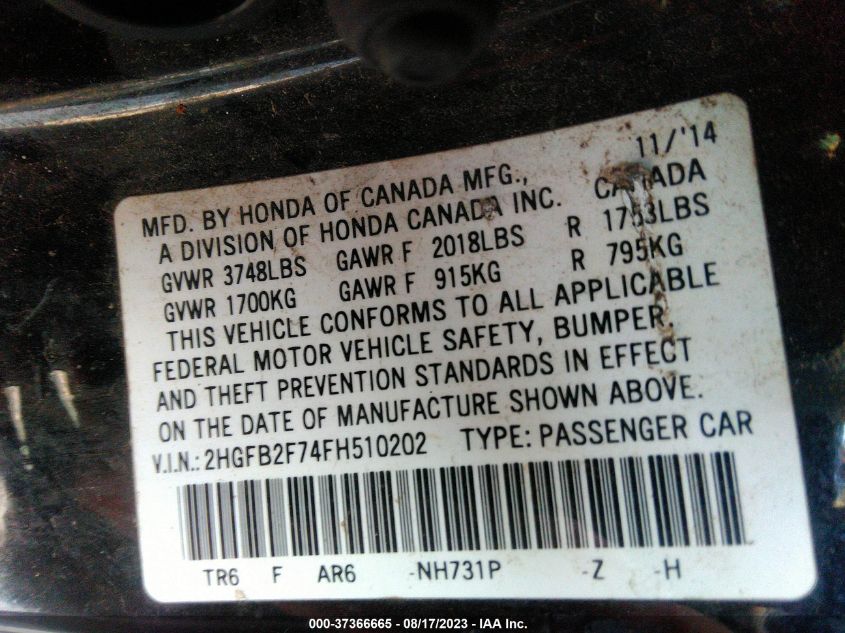 11/'14
MFD. BY HONDA OF CANADA MFG., CANADA
A DIVISION OF HONDA CANADA INC.
GVWR 3748LBS GAWR F 2018LBS R 1753LBS
GVWR 1700KG GAWR F 915KG R 795KG
THIS VEHICLE CONFORMS TO ALL APPLICABLE
FEDERAL MOTOR VEHICLE SAFETY, BUMPER,
AND THEFT PREVENTION STANDARDS IN EFFECT
ON THE DATE OF MANUFACTURE SHOWN ABOVE.
V.I.N.: 2HGFB2F74FH510202 TYPE: PASSENGER CAR
TR6 F AR6 -NH731P -Z -H
000-37366665 - 08/17/2023 - IAA Inc.